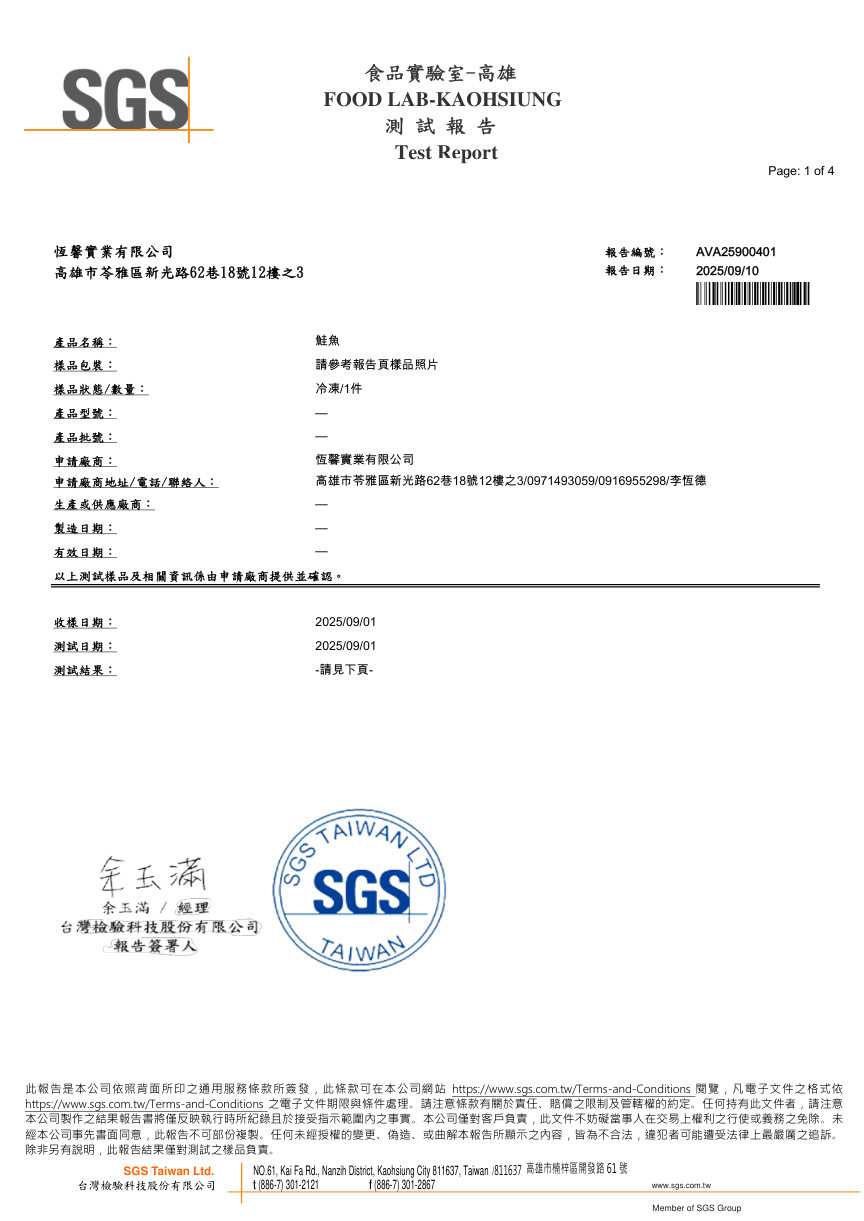 SGS
食品實驗室-高雄
FOOD LAB-KAOHSIUNG
測 試 報 告
Test Report
Page: 1 of 4
恆馨實業有限公司
高雄市苓雅區新光路62巷18號12樓之3
報告編號： AVA25900401
報告日期： 2025/09/10
產品名稱： 鮭魚
樣品包裝： 請參考報告頁樣品照片
樣品狀態/數量： 冷凍/1件
產品型號： —
產品批號： —
申請廠商： 恆馨實業有限公司
申請廠商地址/電話/聯絡人： 高雄市苓雅區新光路62巷18號12樓之3/0971493059/0916955298/李恆德
生產或供應廠商： —
製造日期： —
有效日期： —
以上測試樣品及相關資訊係由申請廠商提供並確認。
收樣日期： 2025/09/01
測試日期： 2025/09/01
測試結果： -請見下頁-
余玉滿
余玉滿 / 經理
台灣檢驗科技股份有限公司
報告簽署人
SGS TAIWAN LTD
SGS
TAIWAN
此報告是本公司依照背面所印之通用服務條款所簽發，此條款可在本公司網站 https://www.sgs.com.tw/Terms-and-Conditions 閱覽，凡電子文件之格式依
https://www.sgs.com.tw/Terms-and-Conditions 之電子文件期限與條件處理。請注意條款有關於責任、賠償之限制及管轄權的約定。任何持有此文件者，請注意
本公司製作之結果報告書將僅反映執行時所紀錄且於接受指示範圍內之事實。本公司僅對客戶負責，此文件不妨礙當事人在交易上權利之行使或義務之免除。未
經本公司事先書面同意，此報告不可部份複製。任何未經授權的變更、偽造、或曲解本報告所顯示之內容，皆為不合法，違犯者可能遭受法律上最嚴厲之追訴。
除非另有說明，此報告結果僅對測試之樣品負責。
SGS Taiwan Ltd. NO.61, Kai Fa Rd., Nanzih District, Kaohsiung City 811637, Taiwan /811637 高雄市楠梓區開發路 61 號
台灣檢驗科技股份有限公司 t (886-7) 301-2121 f (886-7) 301-2867 www.sgs.com.tw
Member of SGS Group